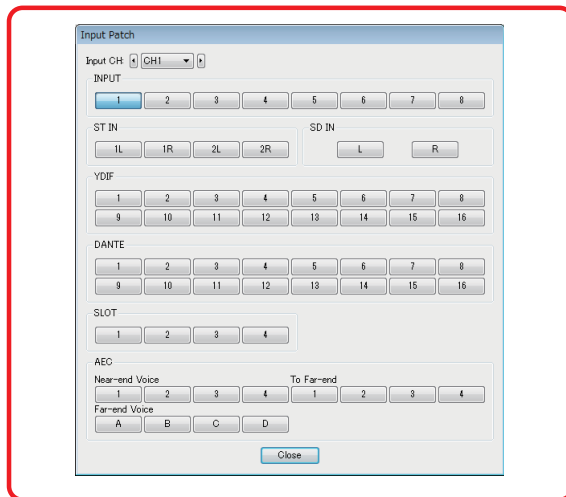 Input Patch
Input CH: CH1
INPUT
1 2 3 4 5 6 7 8
ST IN SD IN
1L 1R 2L 2R L R
YDIF
1 2 3 4 5 6 7 8
9 10 11 12 13 14 15 16
DANTE
1 2 3 4 5 6 7 8
9 10 11 12 13 14 15 16
SLOT
1 2 3 4
AEC
Near-end Voice To Far-end
1 2 3 4 1 2 3 4
Far-end Voice
A B C D
Close